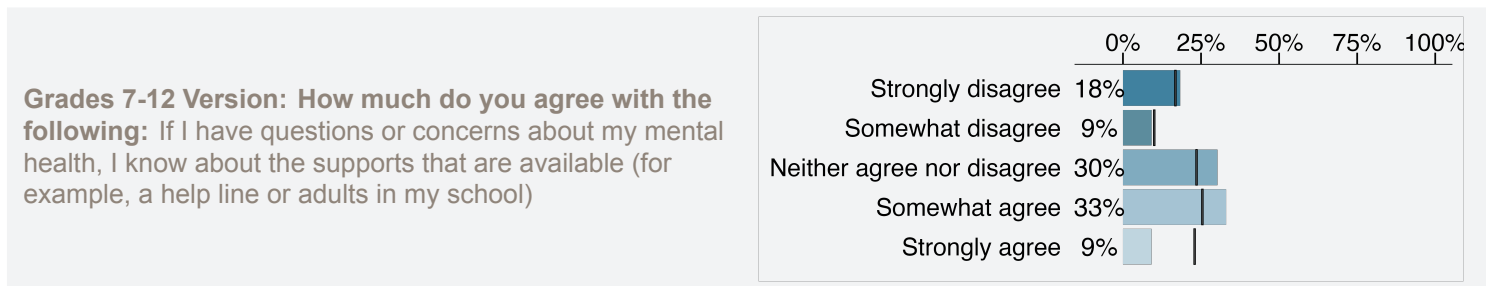 Grades 7-12 Version: How much do you agree with the
following: If I have questions or concerns about my mental
health, I know about the supports that are available (for
example, a help line or adults in my school)
0% 25% 50% 75% 100%
Strongly disagree 18%
Somewhat disagree 9%
Neither agree nor disagree 30%
Somewhat agree 33%
Strongly agree 9%